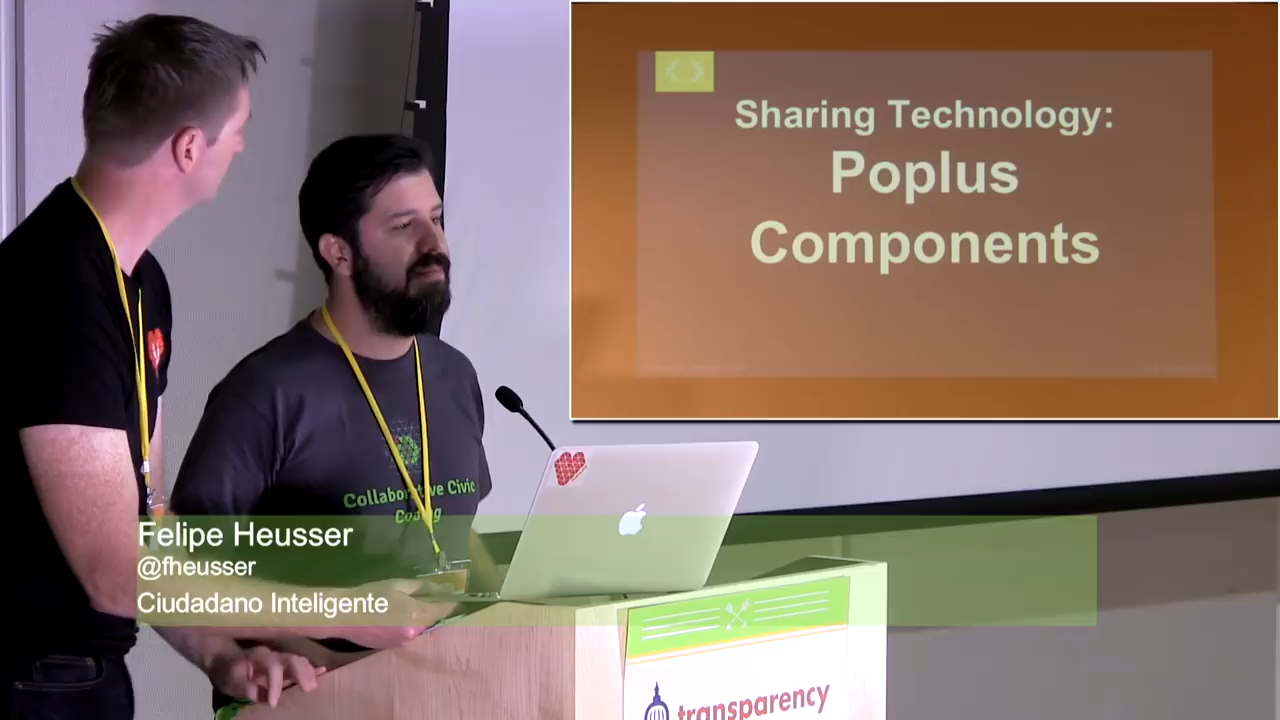 Sharing Technology:
Poplus
Components
Collaborative Civic
Coding
Felipe Heusser
@fheusser
Ciudadano Inteligente
transparency